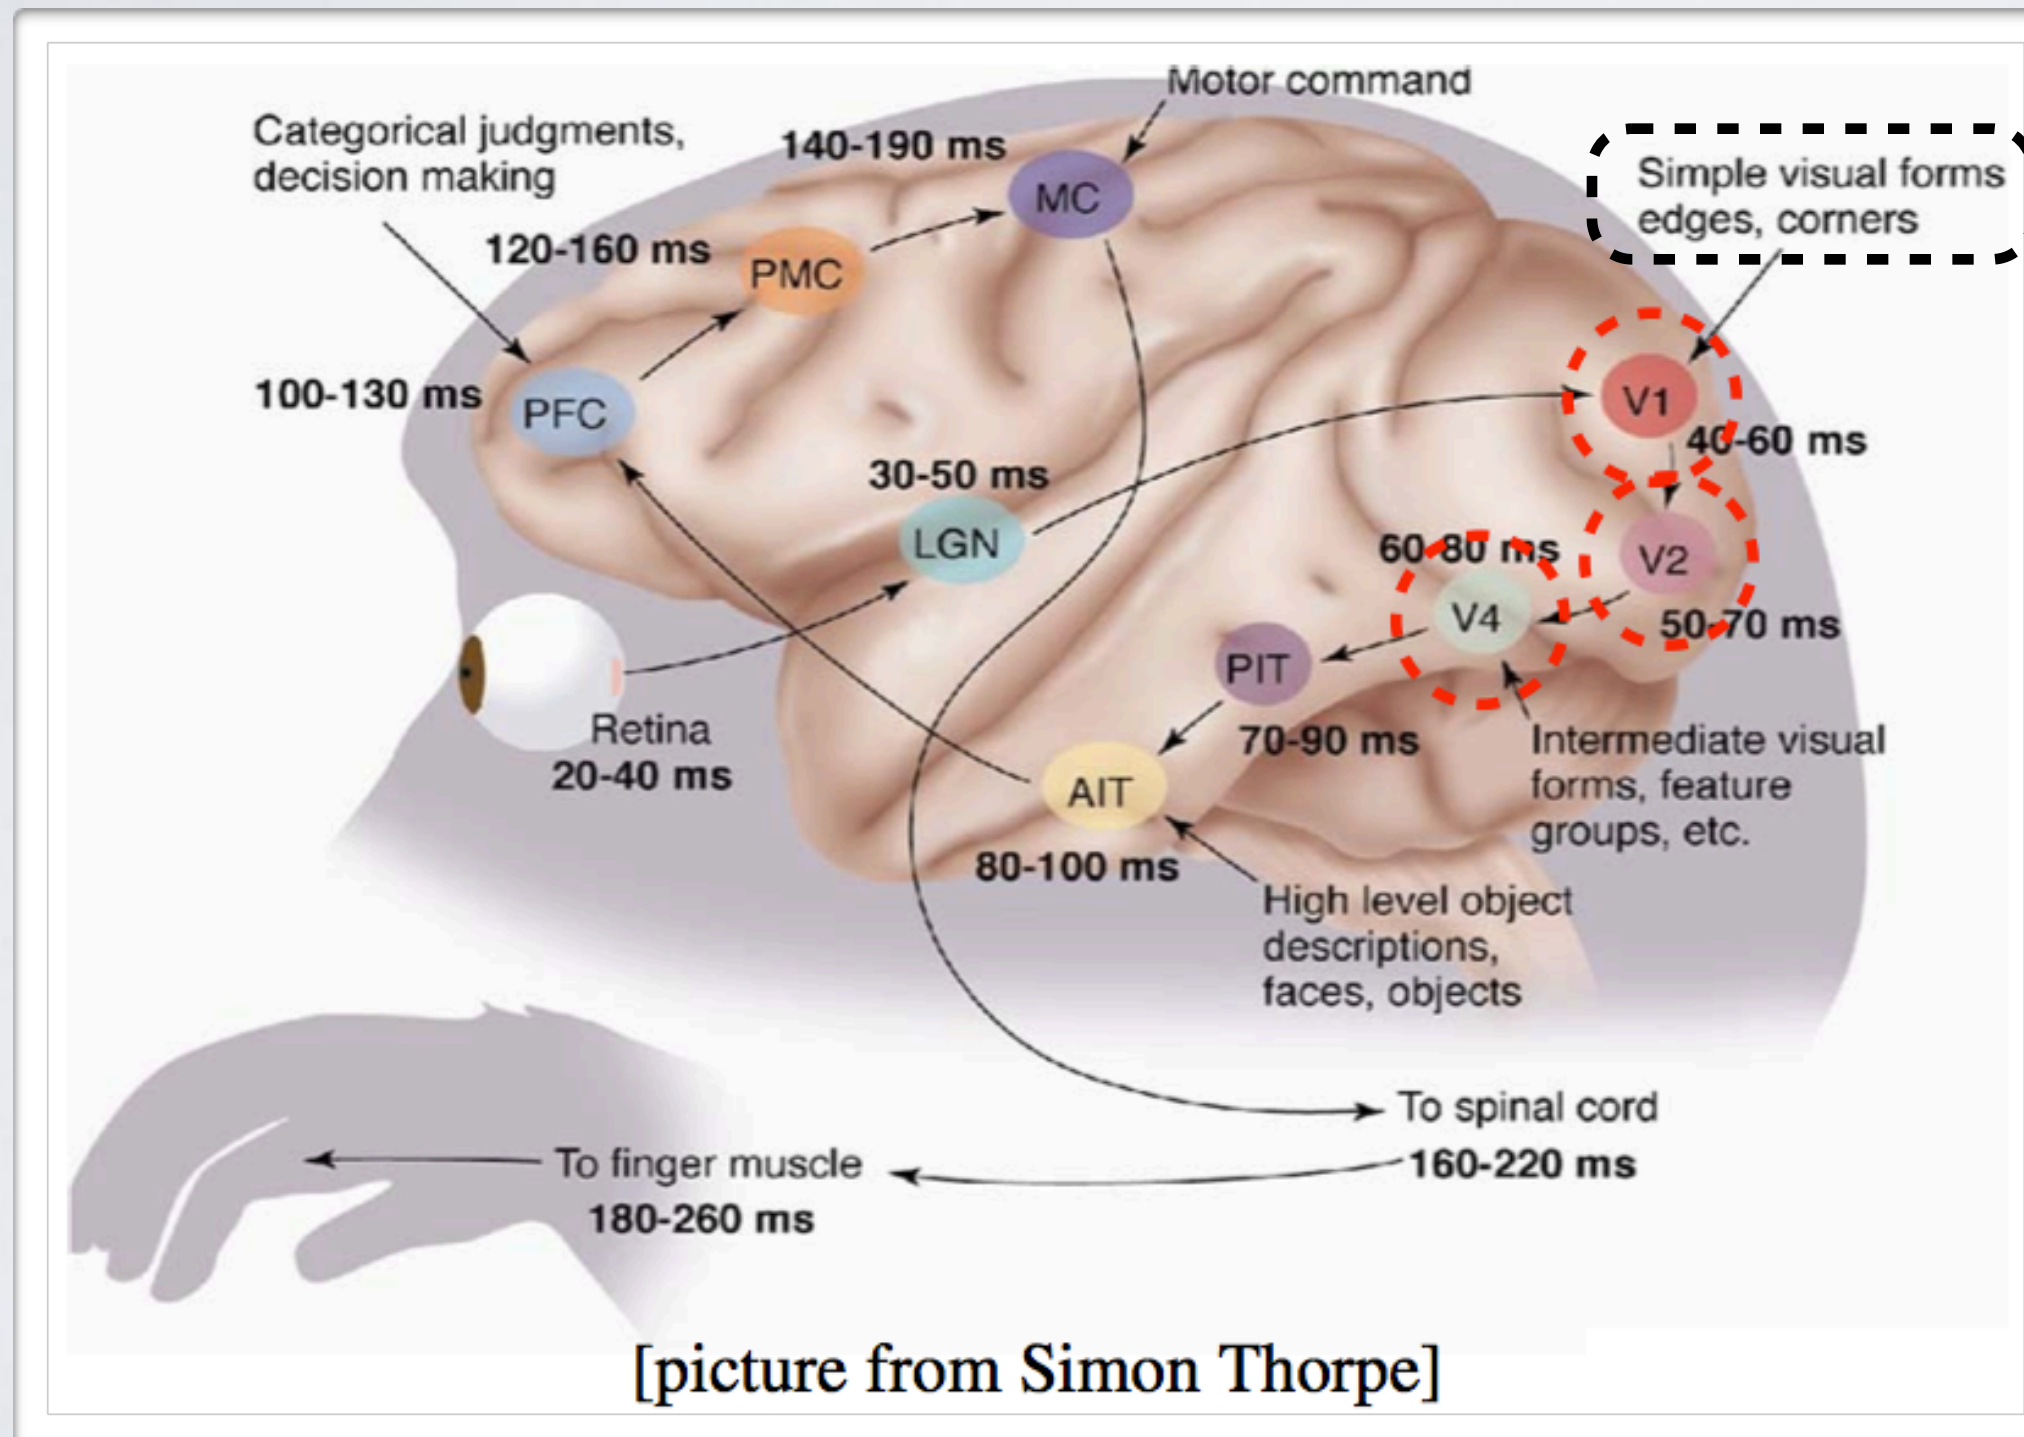 Motor command
Categorical judgments,
decision making
140-190 ms
MC
Simple visual forms
edges, corners
120-160 ms
PMC
100-130 ms
PFC
V1
40-60 ms
30-50 ms
LGN
60-80 ms
V2
50-70 ms
V4
PIT
70-90 ms
Retina
20-40 ms
AIT
80-100 ms
Intermediate visual
forms, feature
groups, etc.
High level object
descriptions,
faces, objects
To spinal cord
160-220 ms
To finger muscle
180-260 ms
[picture from Simon Thorpe]